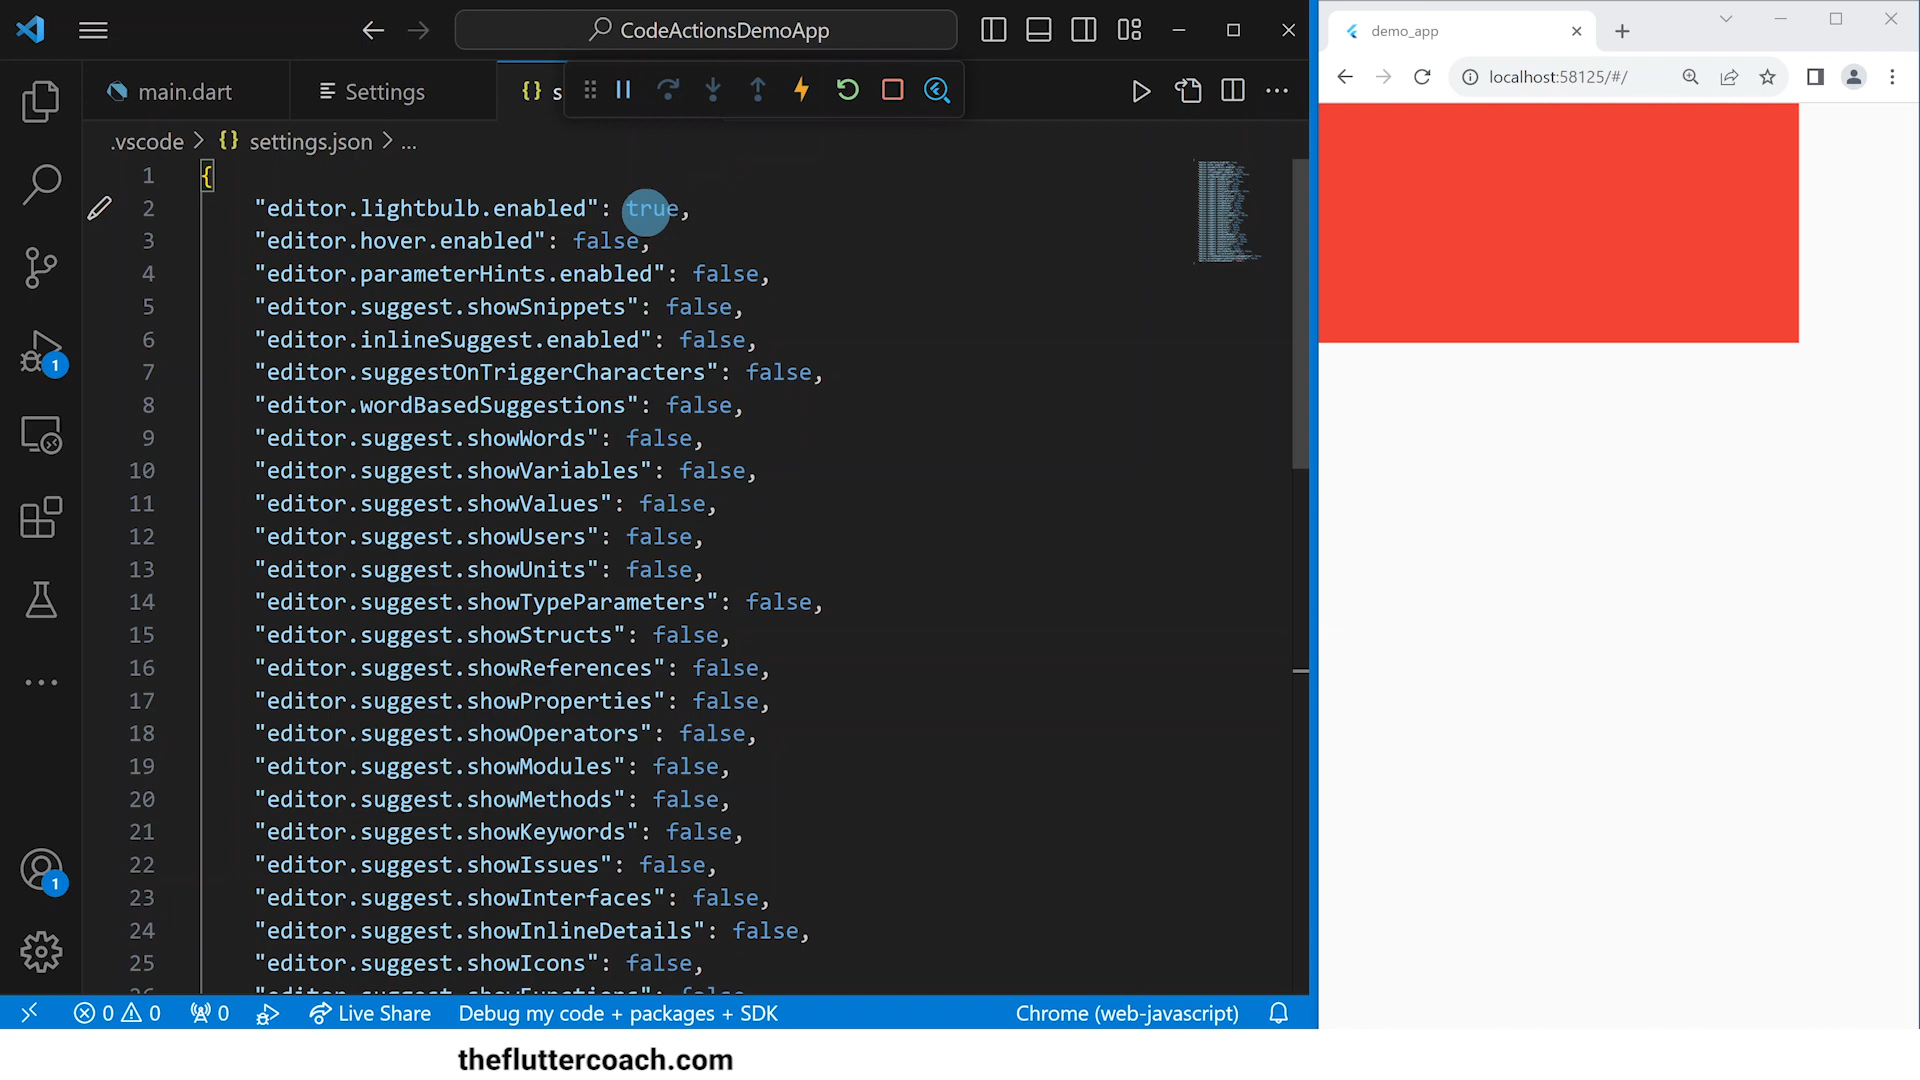 CodeActionsDemoApp
main.dart
Settings
{} s
.vscode > {} settings.json > ...
1 {
2 "editor.lightbulb.enabled": true,
3 "editor.hover.enabled": false,
4 "editor.parameterHints.enabled": false,
5 "editor.suggest.showSnippets": false,
6 "editor.inlineSuggest.enabled": false,
7 "editor.suggestOnTriggerCharacters": false,
8 "editor.wordBasedSuggestions": false,
9 "editor.suggest.showWords": false,
10 "editor.suggest.showVariables": false,
11 "editor.suggest.showValues": false,
12 "editor.suggest.showUsers": false,
13 "editor.suggest.showUnits": false,
14 "editor.suggest.showTypeParameters": false,
15 "editor.suggest.showStructs": false,
16 "editor.suggest.showReferences": false,
17 "editor.suggest.showProperties": false,
18 "editor.suggest.showOperators": false,
19 "editor.suggest.showModules": false,
20 "editor.suggest.showMethods": false,
21 "editor.suggest.showKeywords": false,
22 "editor.suggest.showIssues": false,
23 "editor.suggest.showInterfaces": false,
24 "editor.suggest.showInlineDetails": false,
25 "editor.suggest.showIcons": false,
26 "editor.suggest.showFunctions": false
1
1
0 0 0 Live Share Debug my code + packages + SDK Chrome (web-javascript)
demo_app
localhost:58125/#/
thefluttercoach.com